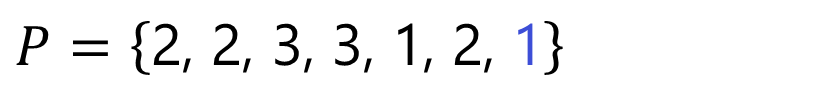 P = {2, 2, 3, 3, 1, 2, 1}